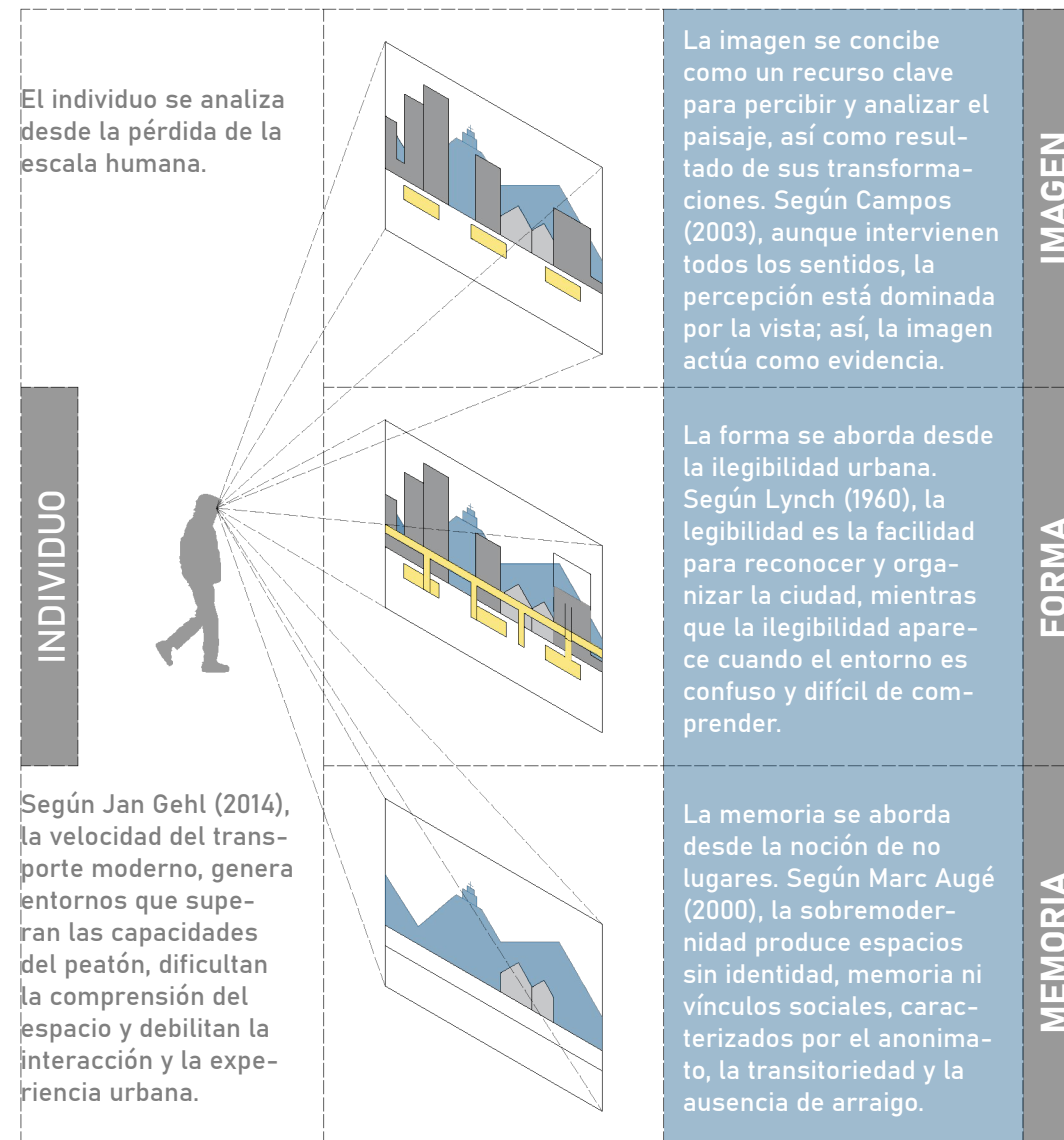 El individuo se analiza
desde la pérdida de la
escala humana.
INDIVIDUO
Según Jan Gehl (2014),
la velocidad del trans-
porte moderno, genera
entornos que supe-
ran las capacidades
del peatón, dificultan
la comprensión del
espacio y debilitan la
interacción y la expe-
riencia urbana.
La imagen se concibe
como un recurso clave
para percibir y analizar el
paisaje, así como resul-
tado de sus transforma-
ciones. Según Campos
(2003), aunque intervienen
todos los sentidos, la
percepción está dominada
por la vista; así, la imagen
actúa como evidencia.
IMAGEN
La forma se aborda desde
la ilegibilidad urbana.
Según Lynch (1960), la
legibilidad es la facilidad
para reconocer y orga-
nizar la ciudad, mientras
que la ilegibilidad apare-
ce cuando el entorno es
confuso y difícil de com-
prender.
FORMA
La memoria se aborda
desde la noción de no
lugares. Según Marc Augé
(2000), la sobremoder-
nidad produce espacios
sin identidad, memoria ni
vínculos sociales, carac-
terizados por el anonima-
to, la transitoriedad y la
ausencia de arraigo.
MEMORIA